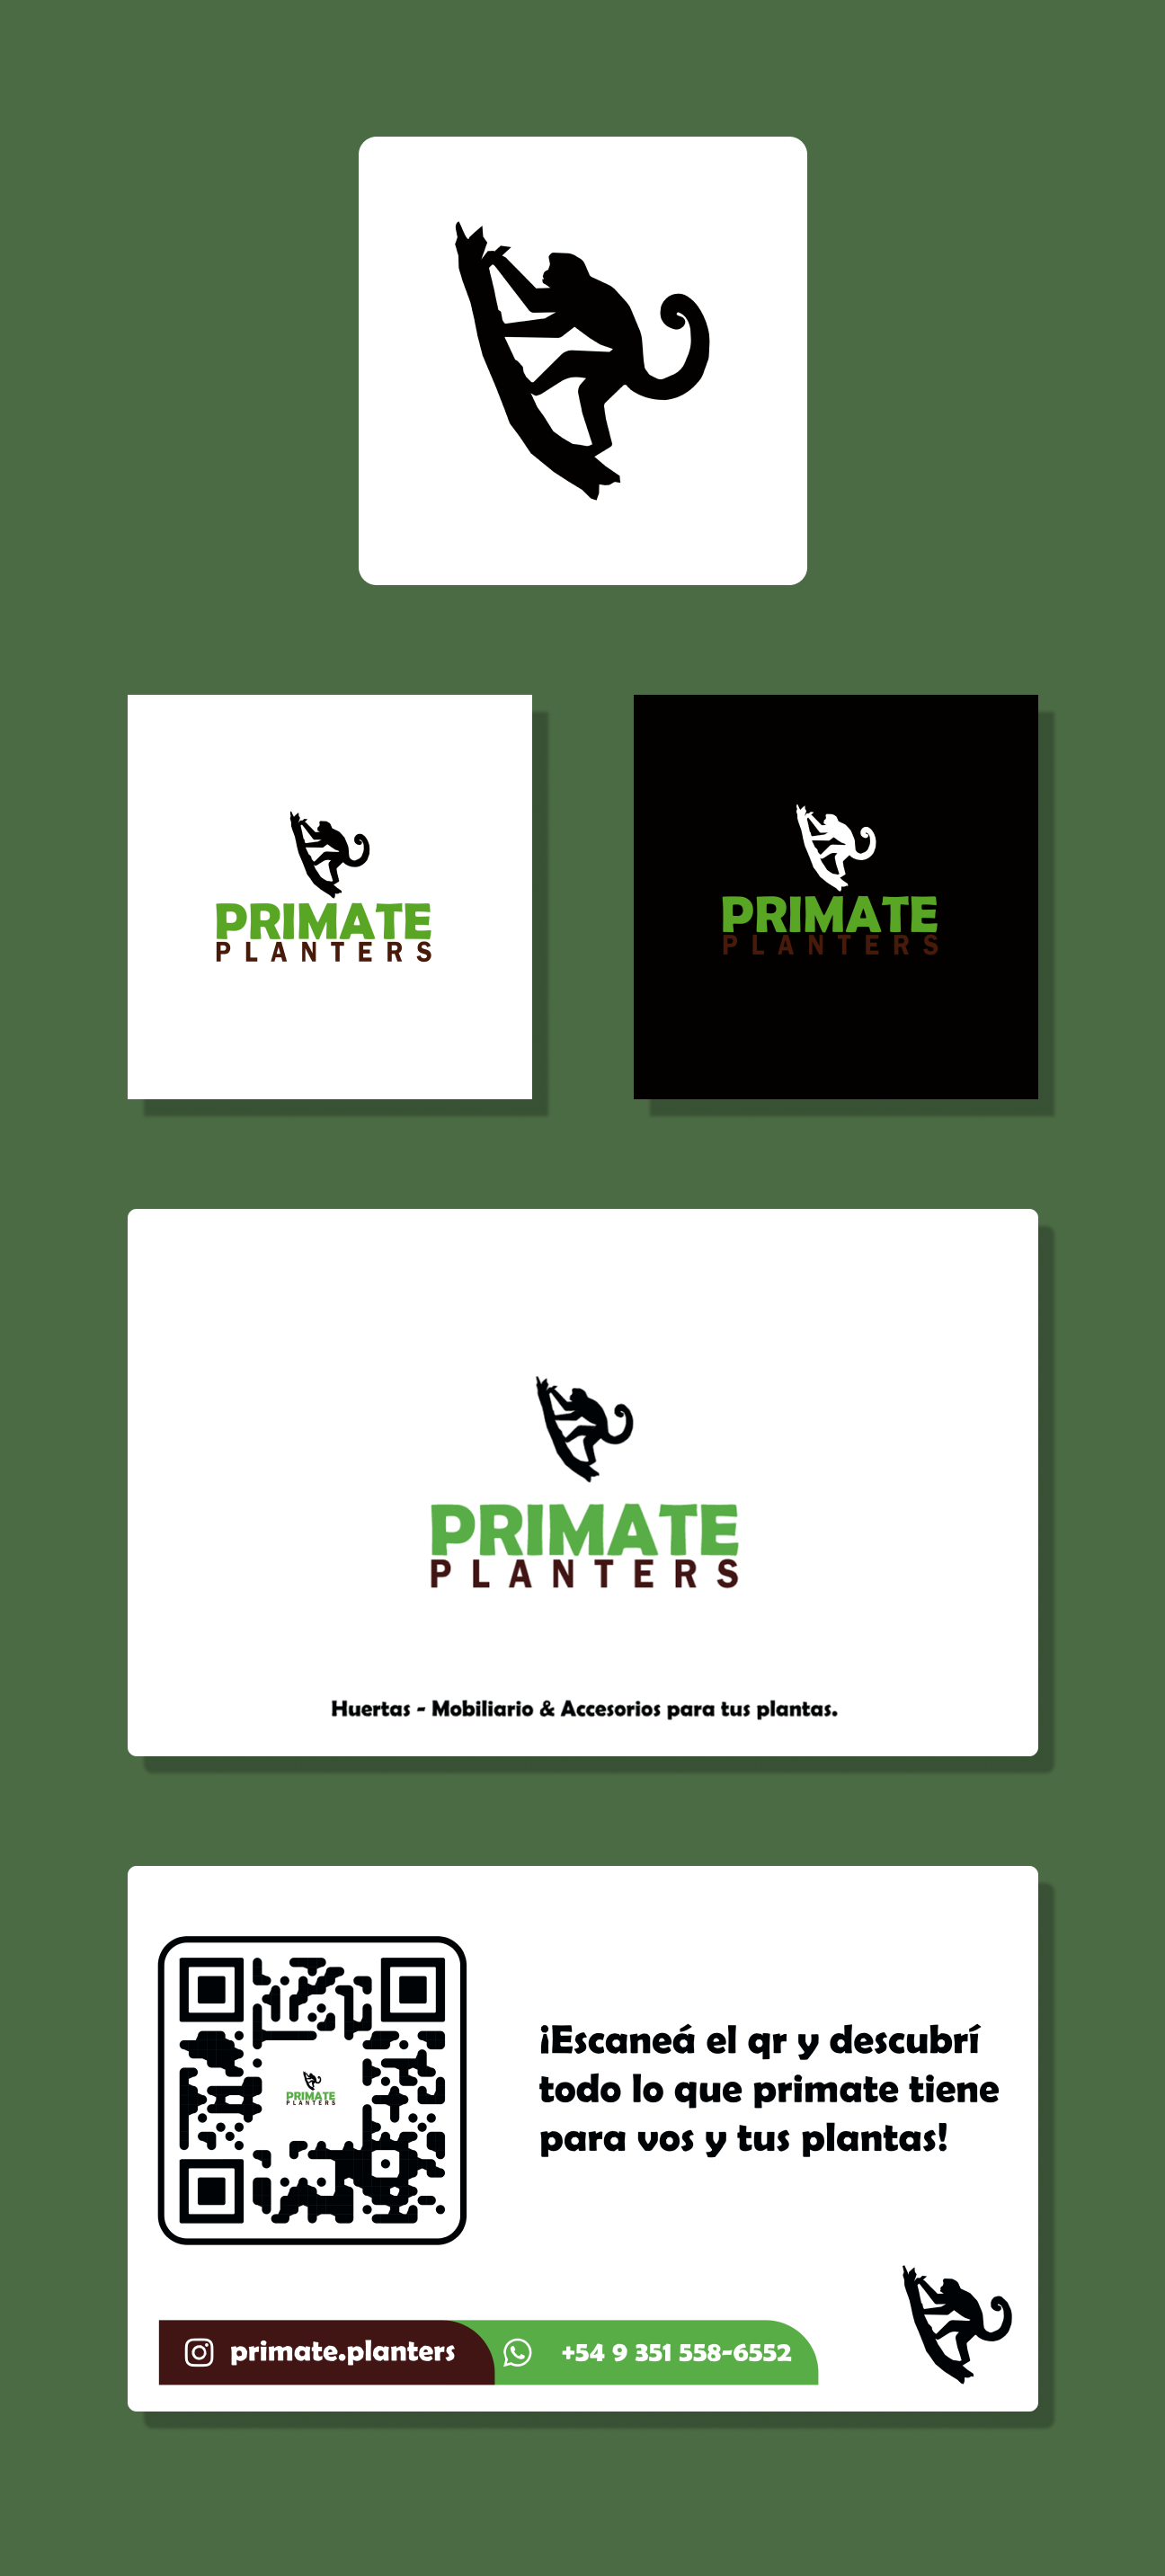 PRIMATE
PLANTERS
PRIMATE
PLANTERS
PRIMATE
PLANTERS
Huertas - Mobiliario & Accesorios para tus plantas.
PRIMATE
PLANTERS
¡Escaneá el qr y descubrí
todo lo que primate tiene
para vos y tus plantas!
primate.planters
+54 9 351 558-6552